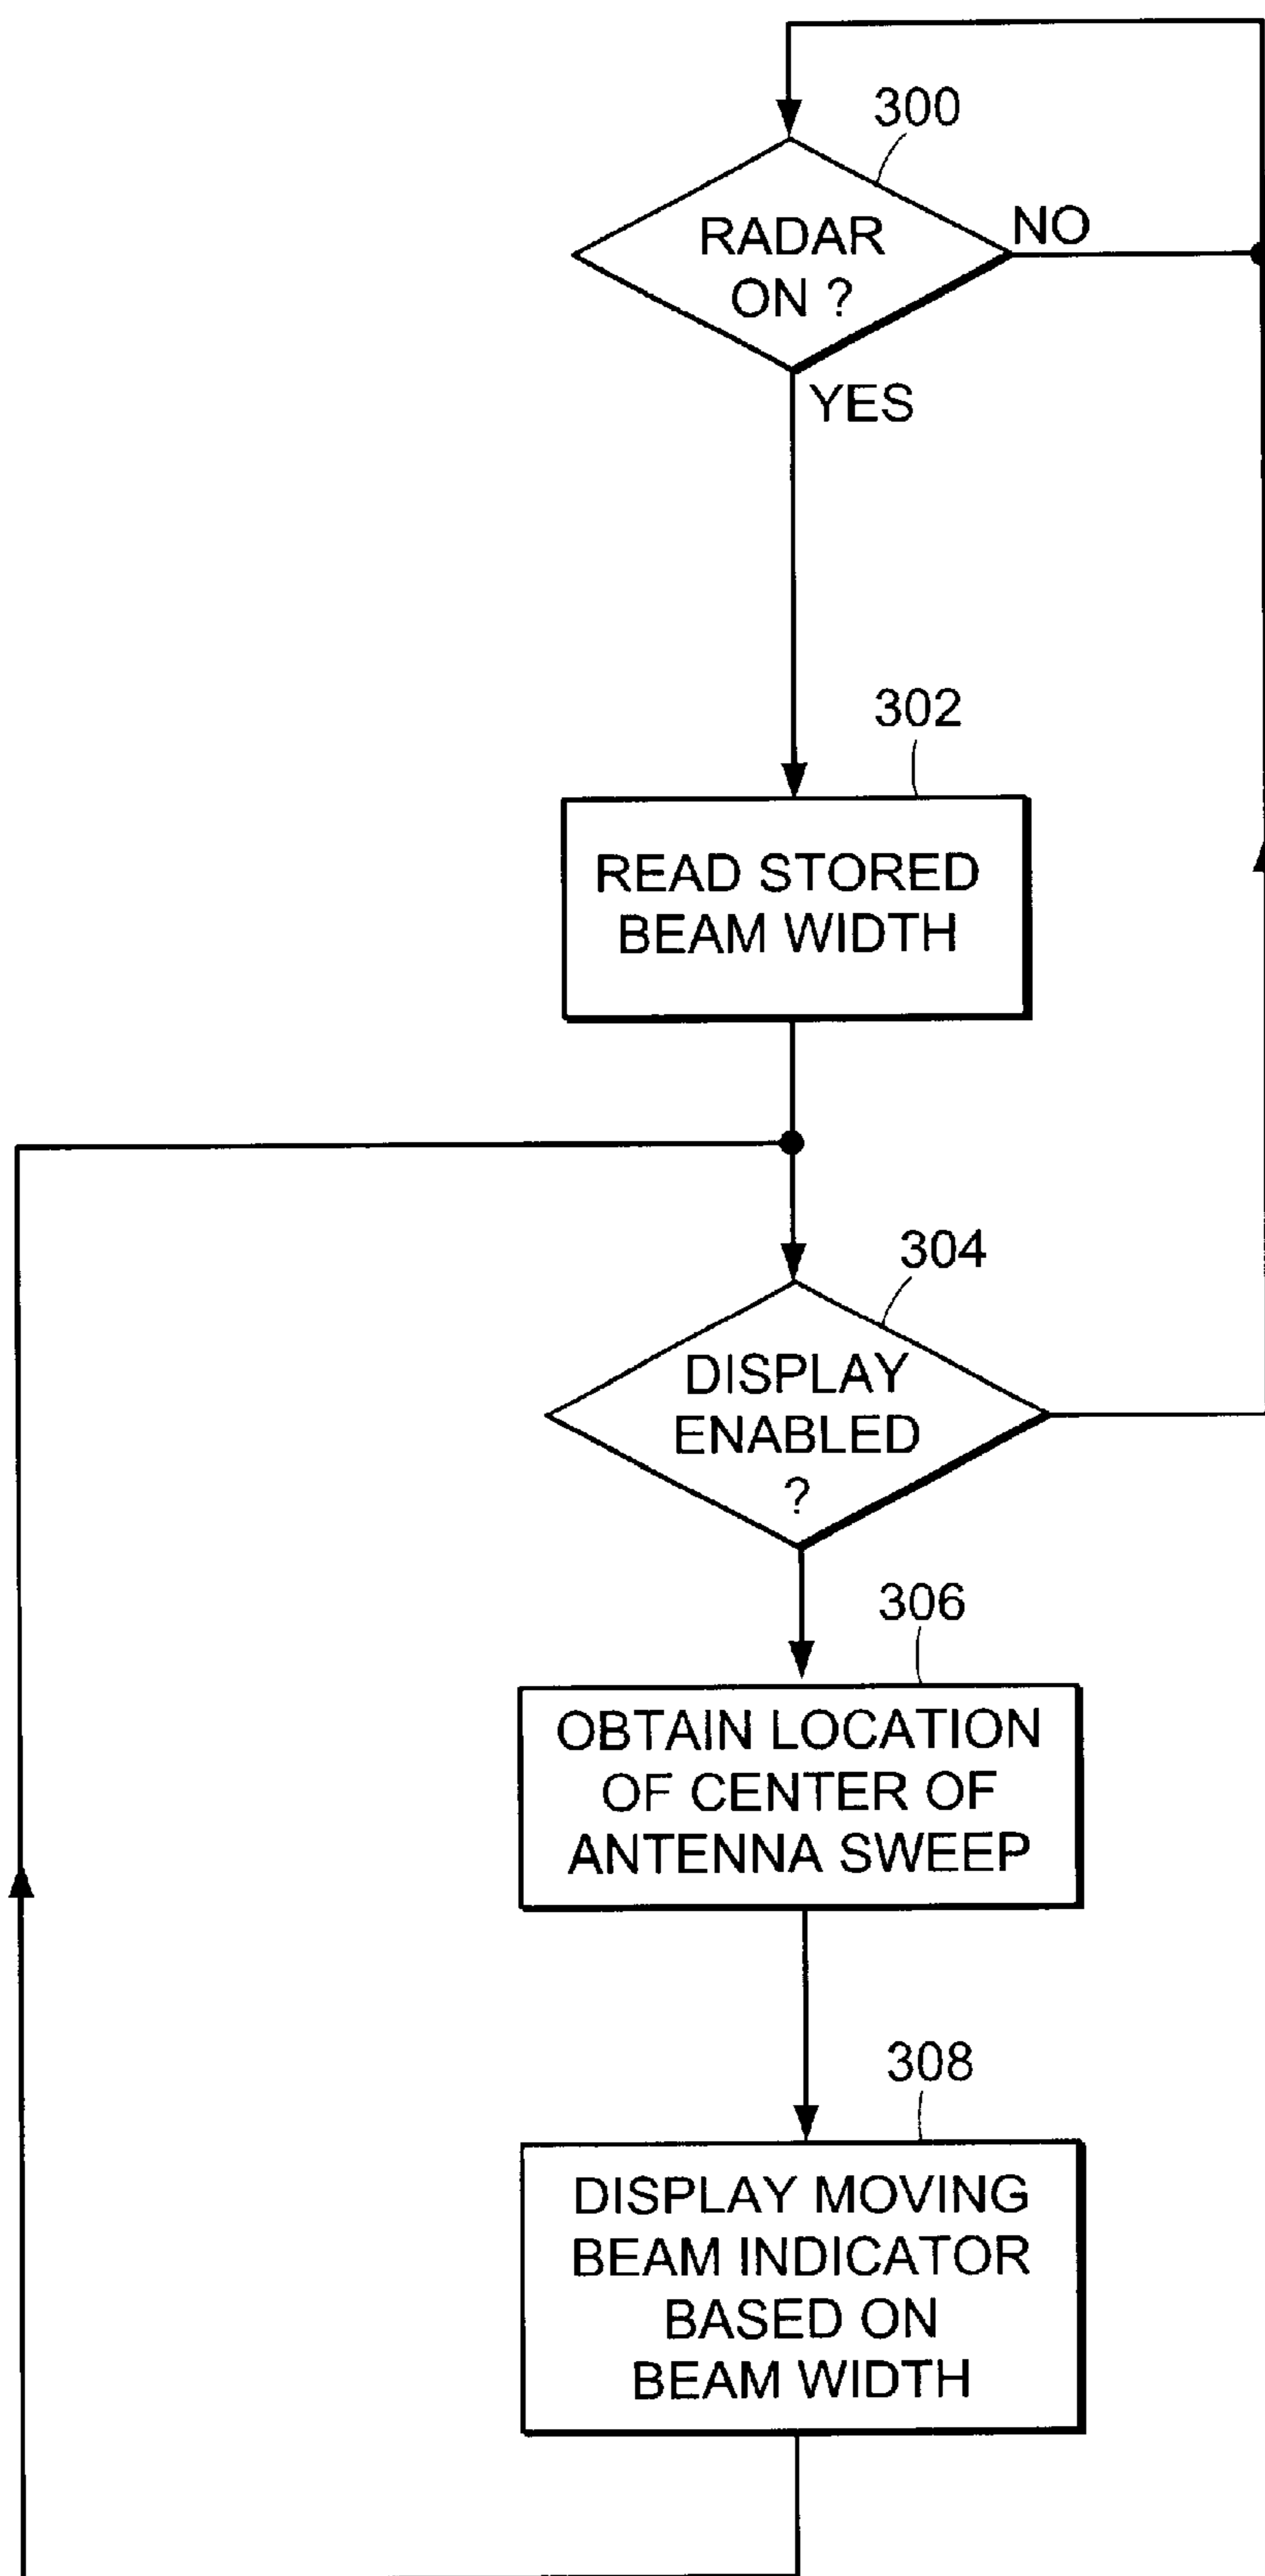 300
RADAR
ON ?
NO
YES
302
READ STORED
BEAM WIDTH
304
DISPLAY
ENABLED
?
306
OBTAIN LOCATION
OF CENTER OF
ANTENNA SWEEP
308
DISPLAY MOVING
BEAM INDICATOR
BASED ON
BEAM WIDTH